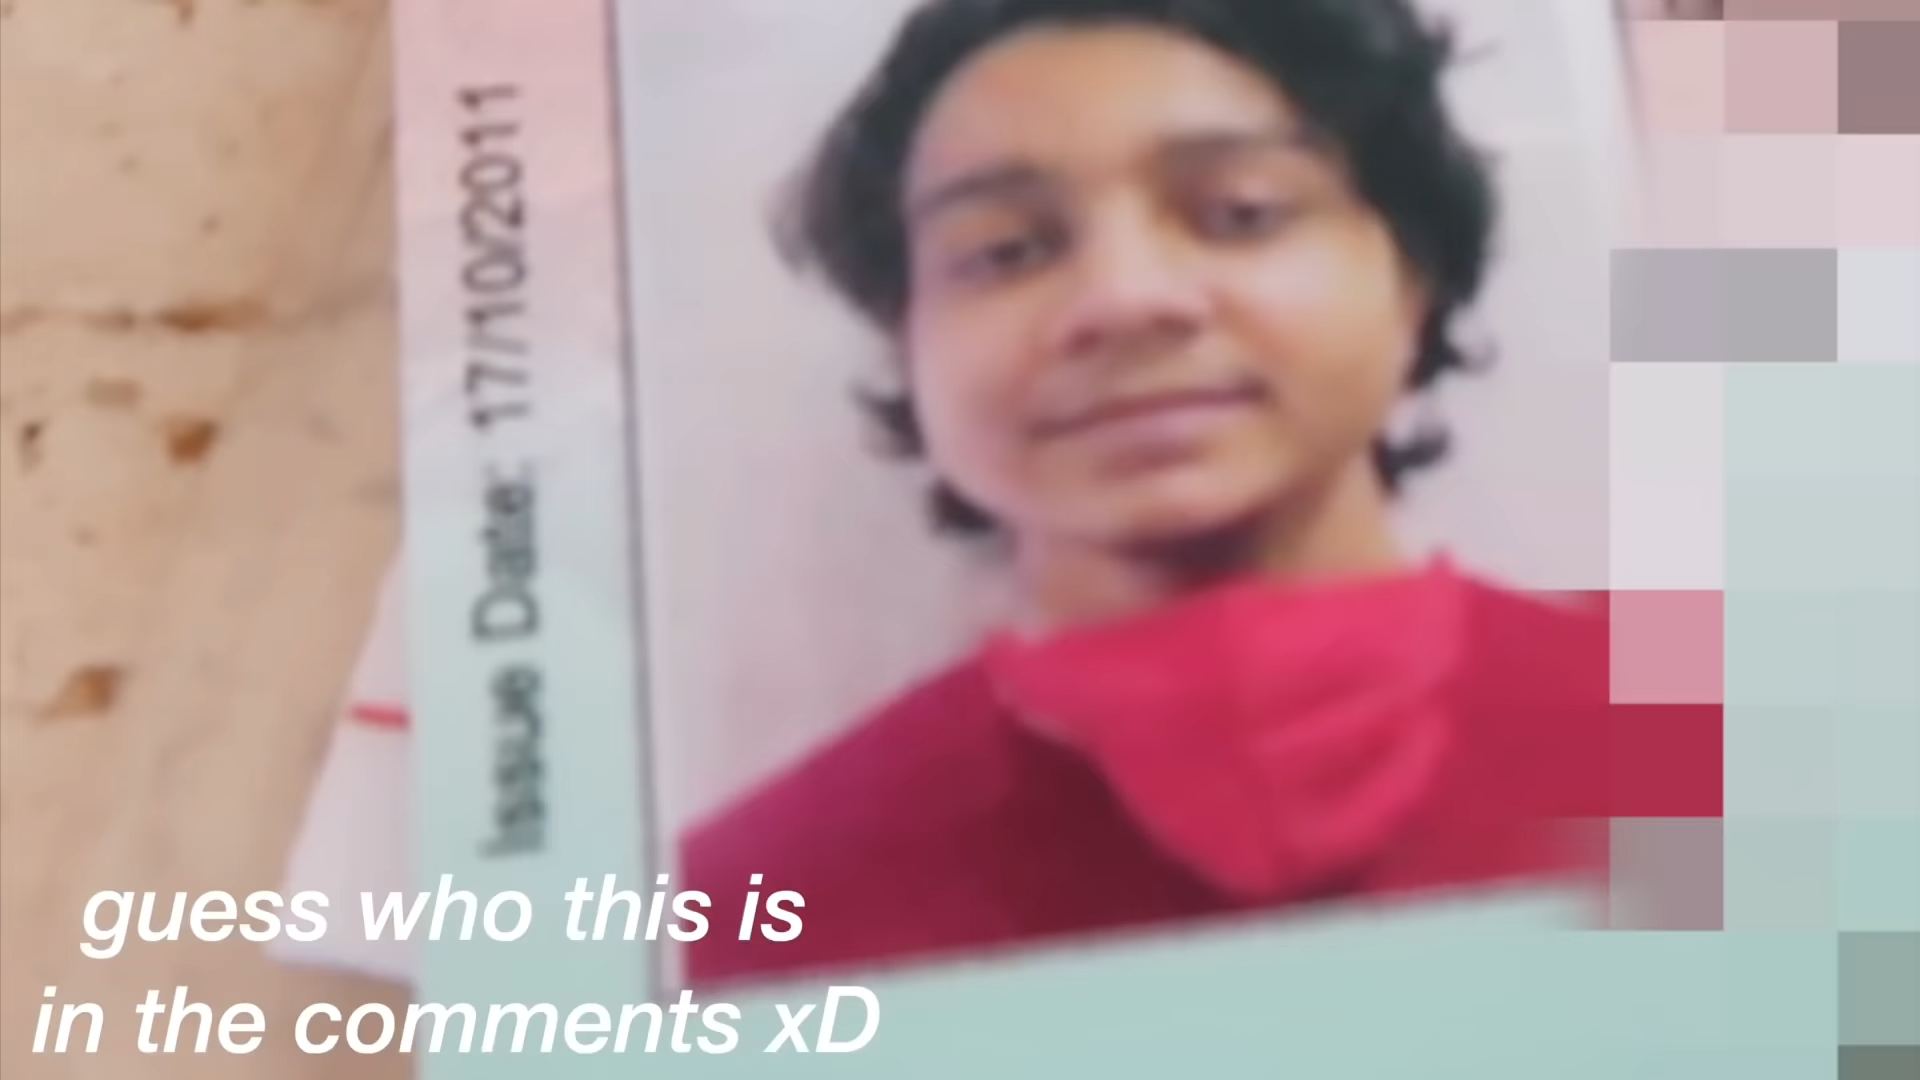 Issue Date: 17/10/2011
guess who this is
in the comments xD